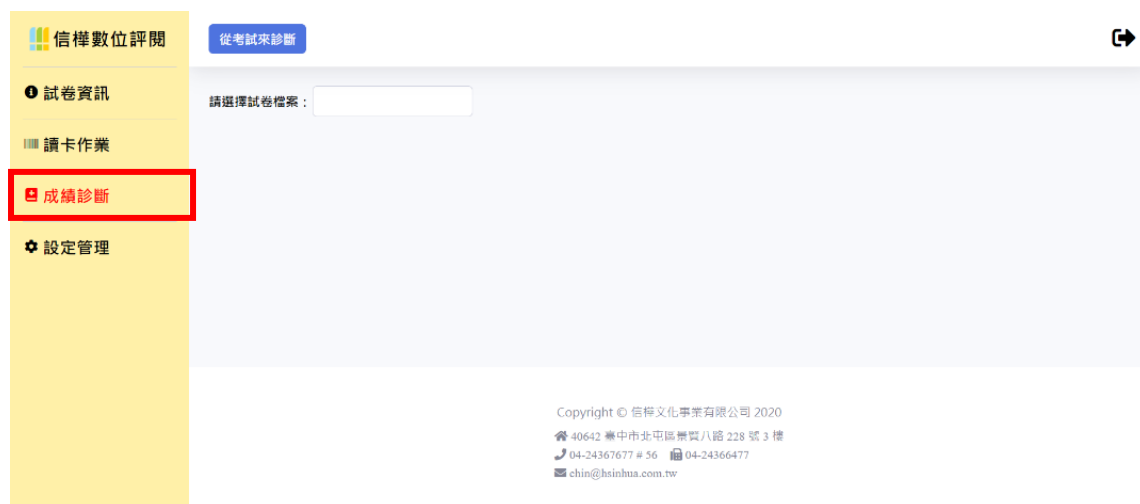 信樺數位評閱
從考試來診斷
試卷資訊
請選擇試卷檔案：
讀卡作業
成績診斷
設定管理
Copyright © 信樺文化事業有限公司 2020
40642 臺中市北屯區景賢八路 228 號 3 樓
04-24367677 # 56 04-24366477
chin@hsinhua.com.tw